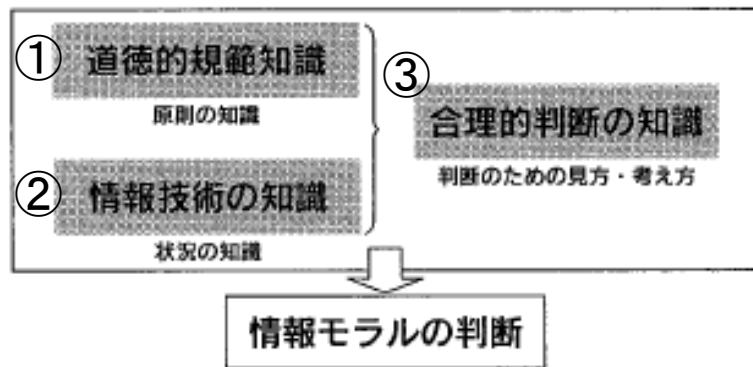 ① 道徳的規範知識
原則の知識
② 情報技術の知識
状況の知識
③ 合理的判断の知識
判断のための見方・考え方
情報モラルの判断